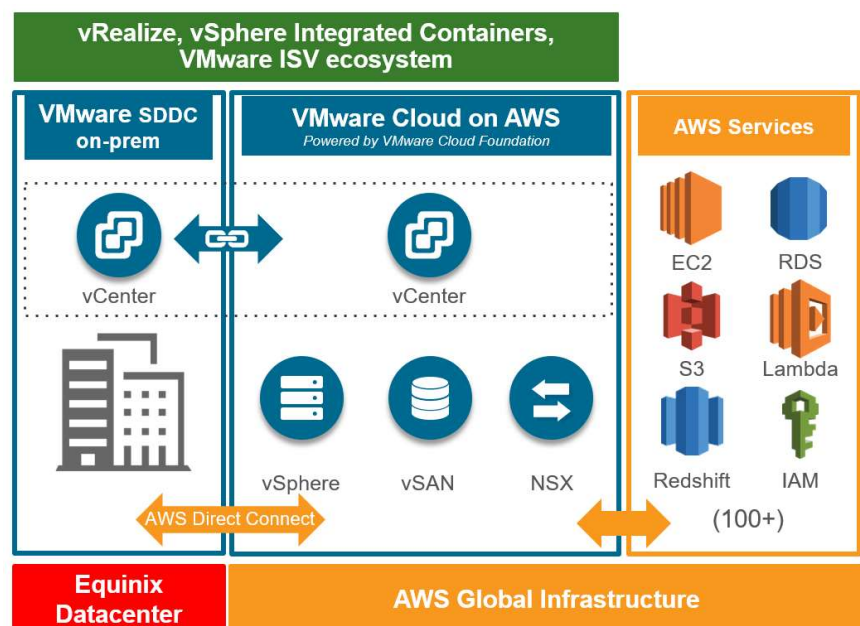 vRealize, vSphere Integrated Containers,
VMware ISV ecosystem
VMware SDDC
on-prem
VMware Cloud on AWS
Powered by VMware Cloud Foundation
AWS Services
vCenter
vCenter
EC2
RDS
S3
Lambda
vSphere
vSAN
NSX
Redshift
IAM
(100+)
AWS Direct Connect
Equinix
Datacenter
AWS Global Infrastructure